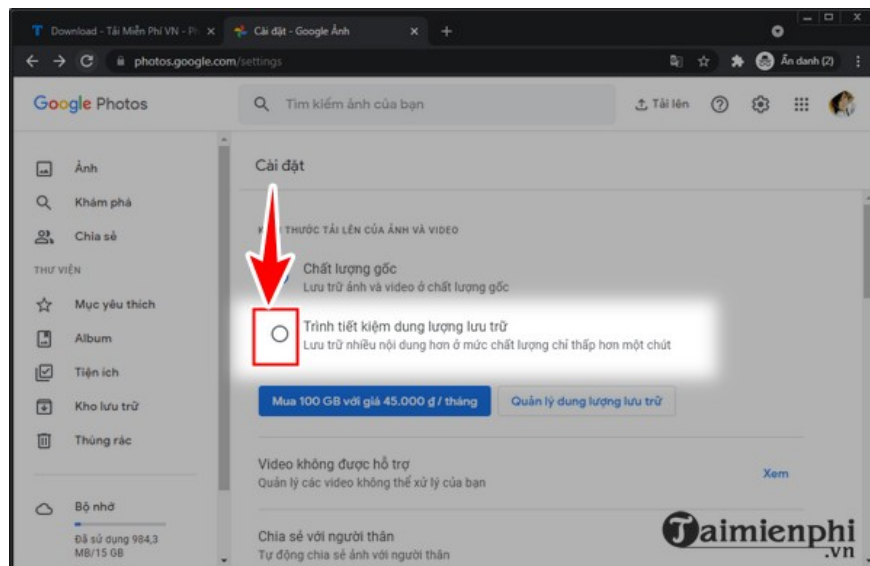 Download - Tải Miễn Phí VN - Ph
Cài đặt - Google Ảnh
photos.google.com/settings
Ẩn danh (2)
Google Photos
Tìm kiếm ảnh của bạn
Tải lên
Ảnh
Khám phá
Chia sẻ
THƯ VIỆN
Mục yêu thích
Album
Tiện ích
Kho lưu trữ
Thùng rác
Bộ nhớ
Đã sử dụng 984,3
MB/15 GB
Cài đặt
THƯỚC TẢI LÊN CỦA ẢNH VÀ VIDEO
Chất lượng gốc
Lưu trữ ảnh và video ở chất lượng gốc
Trình tiết kiệm dung lượng lưu trữ
Lưu trữ nhiều nội dung hơn ở mức chất lượng chỉ thấp hơn một chút
Mua 100 GB với giá 45.000 ₫ / tháng
Quản lý dung lượng lưu trữ
Video không được hỗ trợ
Quản lý các video không thể xử lý của bạn
Xem
Chia sẻ với người thân
Tự động chia sẻ ảnh với người thân
Taimienphi
.vn